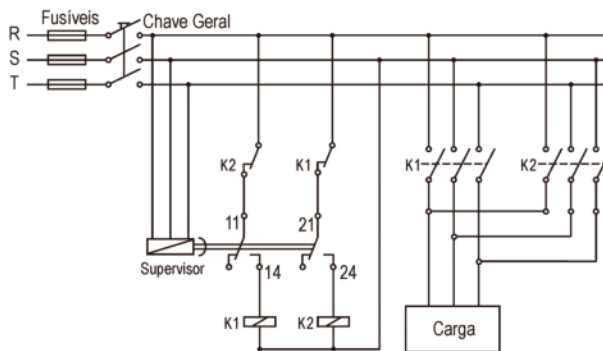 Fusíveis
Chave Geral
R
S
T
K2
K1
K1
K2
11
21
Supervisor
14
24
K1
K2
Carga